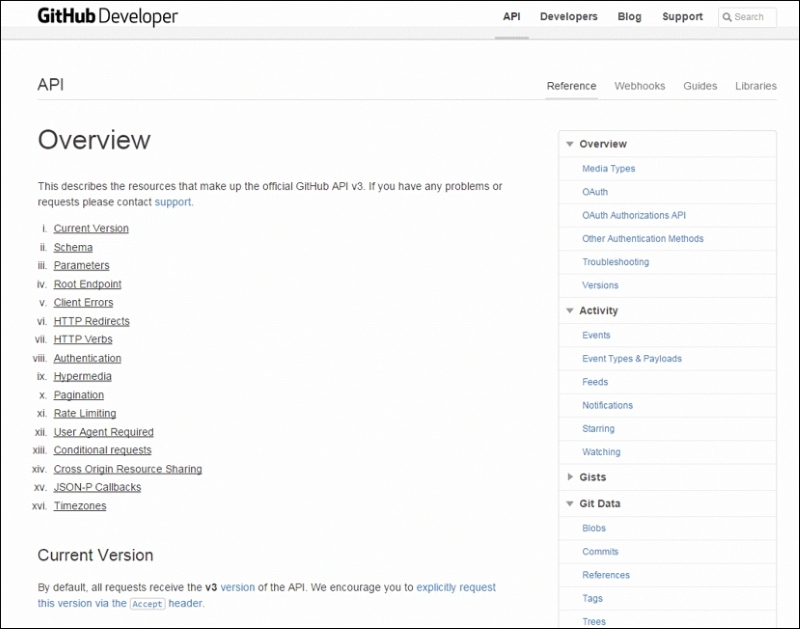 GitHub Developer
API Developers Blog Support Search
API
Reference Webhooks Guides Libraries
Overview
This describes the resources that make up the official GitHub API v3. If you have any problems or
requests please contact support.
i. Current Version
ii. Schema
iii. Parameters
iv. Root Endpoint
v. Client Errors
vi. HTTP Redirects
vii. HTTP Verbs
viii. Authentication
ix. Hypermedia
x. Pagination
xi. Rate Limiting
xii. User Agent Required
xiii. Conditional requests
xiv. Cross Origin Resource Sharing
xv. JSON-P Callbacks
xvi. Timezones
Current Version
By default, all requests receive the v3 version of the API. We encourage you to explicitly request
this version via the Accept header.
Overview
Media Types
OAuth
OAuth Authorizations API
Other Authentication Methods
Troubleshooting
Versions
Activity
Events
Event Types & Payloads
Feeds
Notifications
Starring
Watching
Gists
Git Data
Blobs
Commits
References
Tags
Trees